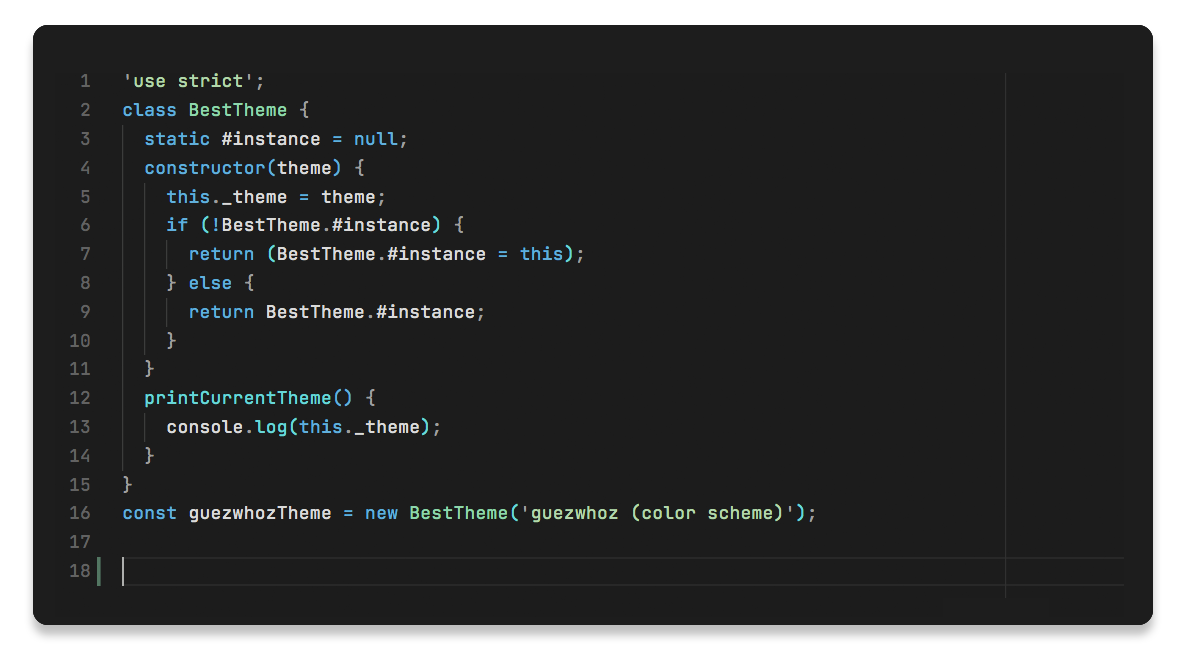 1 'use strict';
2 class BestTheme {
3 static #instance = null;
4 constructor(theme) {
5 this._theme = theme;
6 if (!BestTheme.#instance) {
7 return (BestTheme.#instance = this);
8 } else {
9 return BestTheme.#instance;
10 }
11 }
12 printCurrentTheme() {
13 console.log(this._theme);
14 }
15 }
16 const guezwhozTheme = new BestTheme('guezwhoz (color scheme)');
17
18